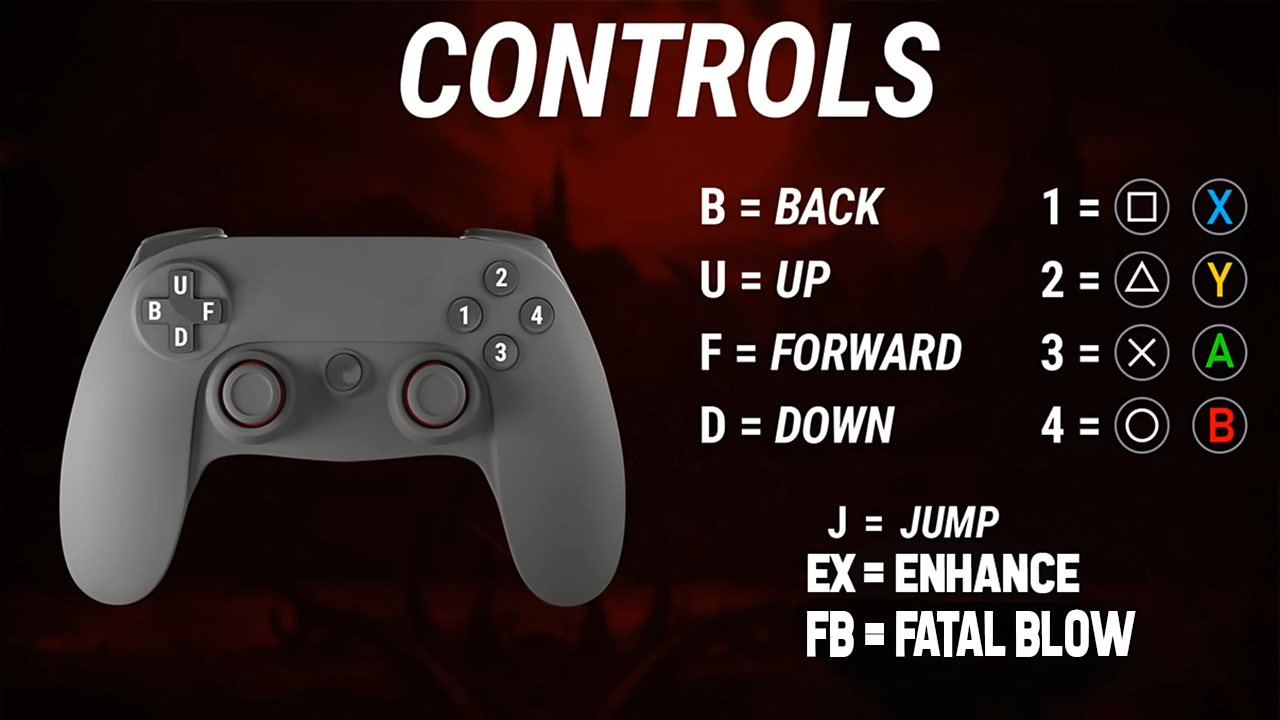 CONTROLS
U
B F
D
2
1 4
3
B = BACK
U = UP
F = FORWARD
D = DOWN
1 = X
2 = Y
3 = A
4 = B
J = JUMP
EX = ENHANCE
FB = FATAL BLOW